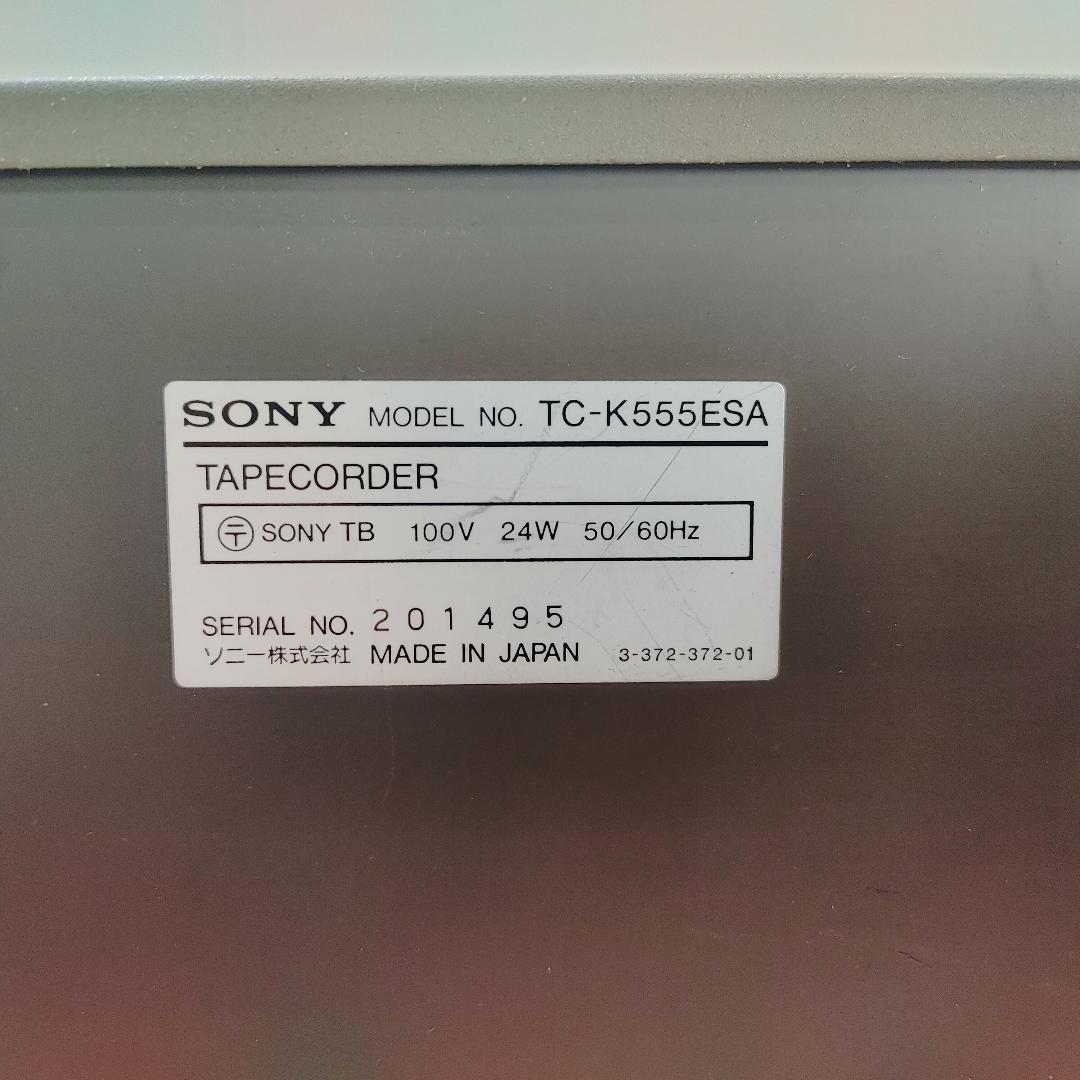 SONY MODEL NO. TC-K555ESA
TAPECORDER
〒 SONY TB 100V 24W 50/60Hz
SERIAL NO. 201495
ソニー株式会社 MADE IN JAPAN 3-372-372-01